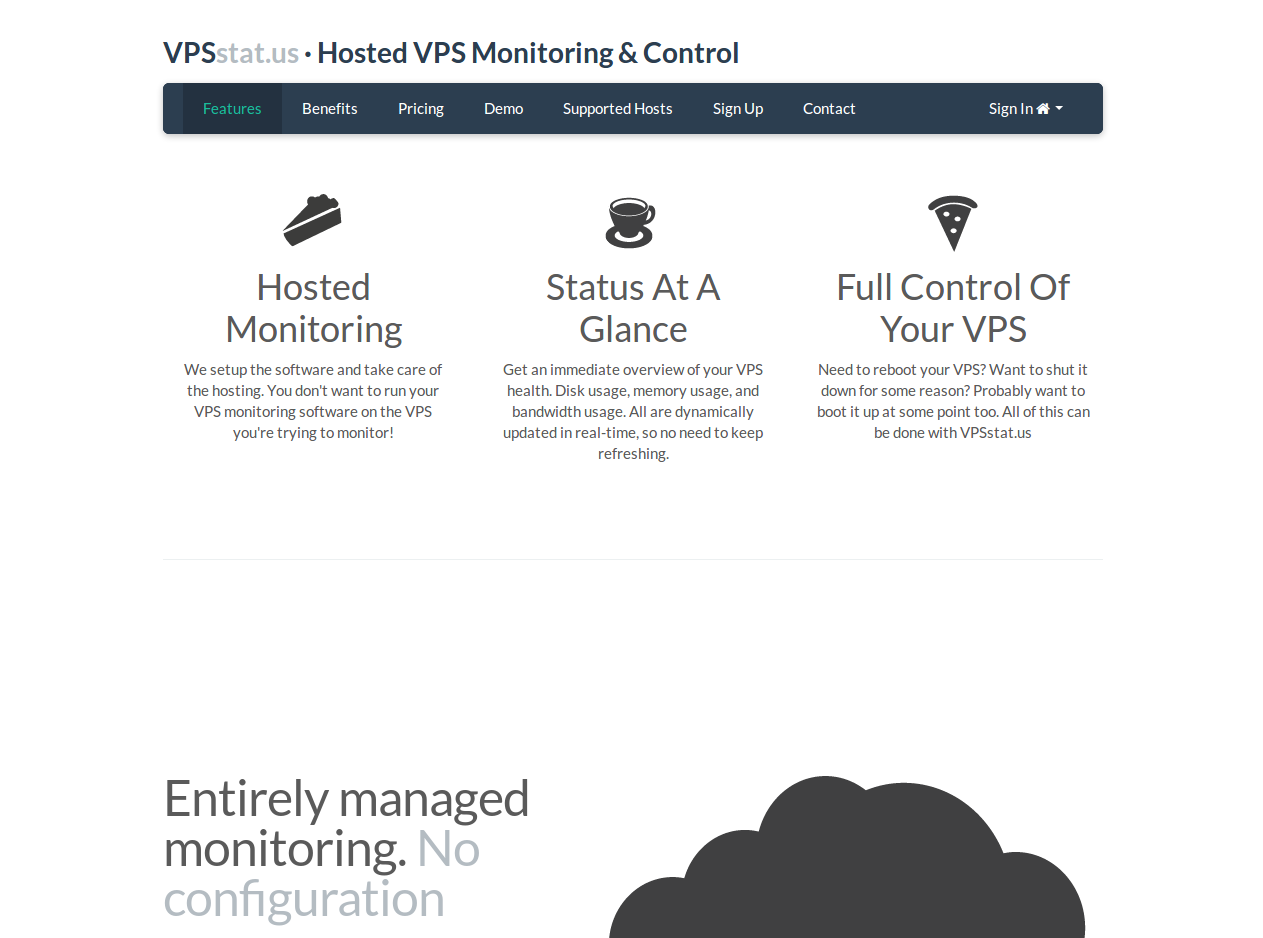 VPSstat.us · Hosted VPS Monitoring & Control
Features Benefits Pricing Demo Supported Hosts Sign Up Contact Sign In
Hosted
Monitoring
We setup the software and take care of
the hosting. You don't want to run your
VPS monitoring software on the VPS
you're trying to monitor!
Status At A
Glance
Get an immediate overview of your VPS
health. Disk usage, memory usage, and
bandwidth usage. All are dynamically
updated in real-time, so no need to keep
refreshing.
Full Control Of
Your VPS
Need to reboot your VPS? Want to shut it
down for some reason? Probably want to
boot it up at some point too. All of this can
be done with VPSstat.us
Entirely managed
monitoring. No
configuration